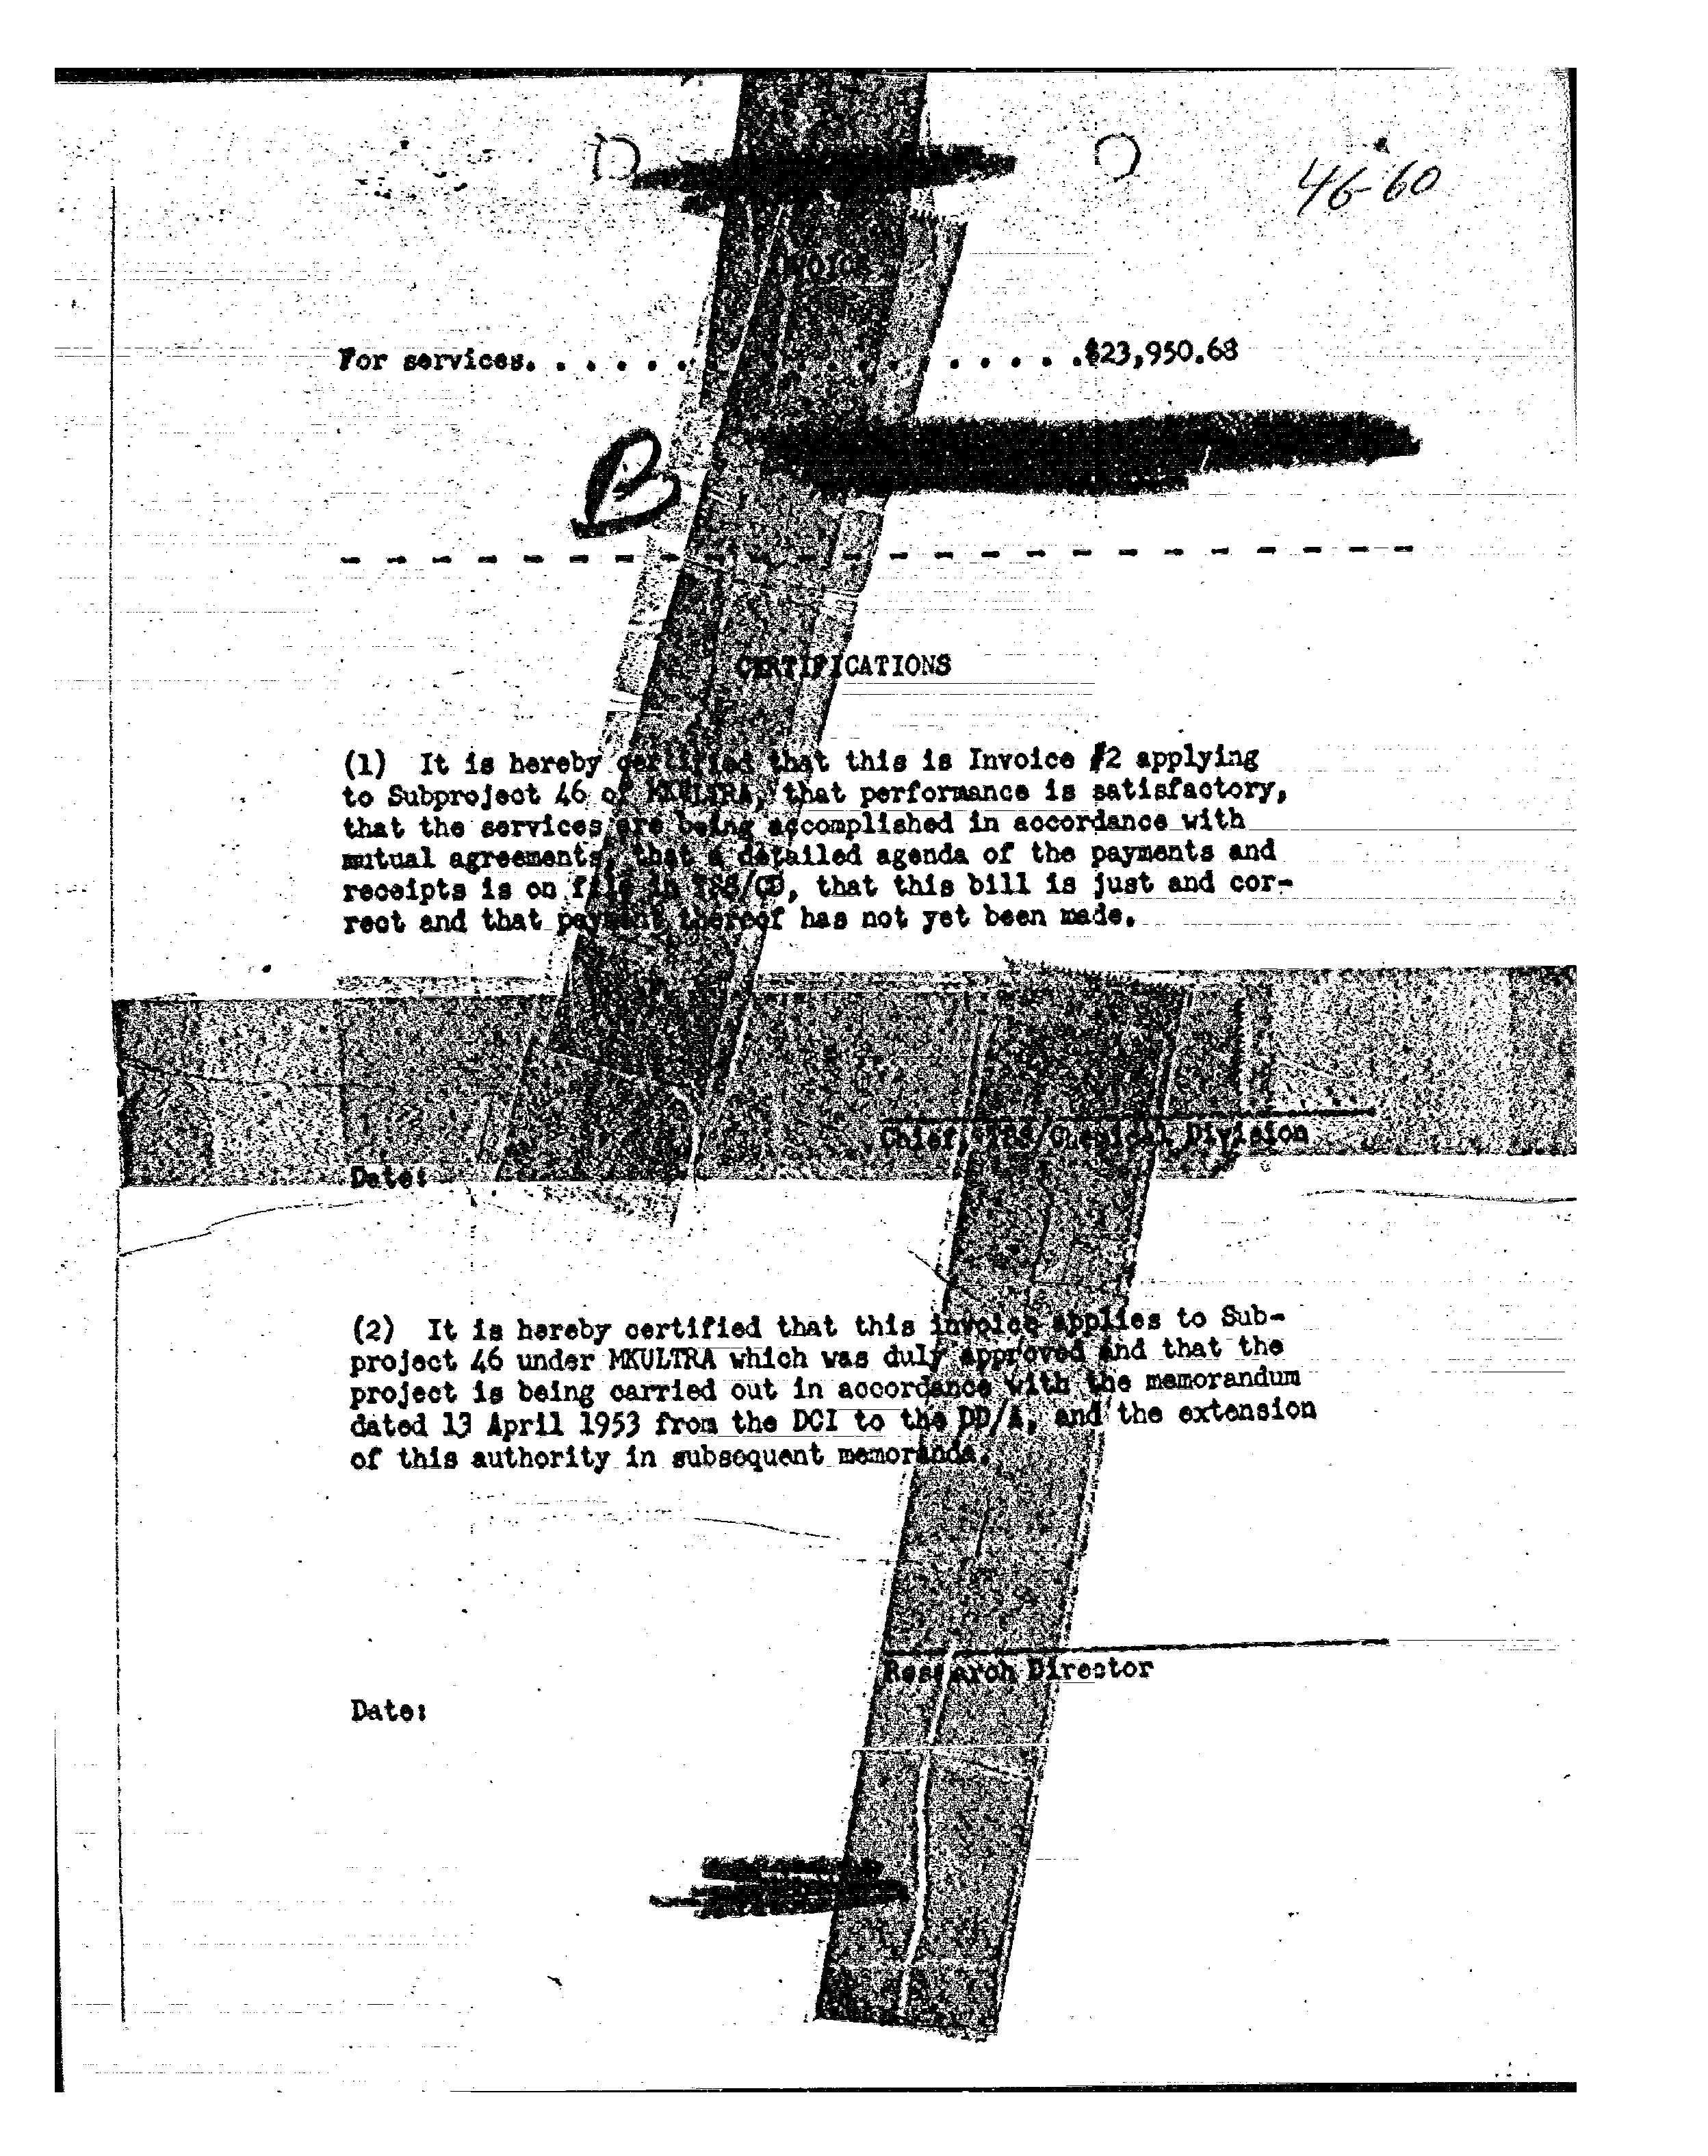 46-60
INVOICE
For services. . . . . . . . . . . . . . . . . . .$23,950.68
B
CERTIFICATIONS
(1) It is hereby certified that this is Invoice #2 applying
to Subproject 46 of MKULTRA, that performance is satisfactory,
that the services are being accomplished in accordance with
mutual agreements, that a detailed agenda of the payments and
receipts is on file in TSS/CD, that this bill is just and cor-
rect and that payment thereof has not yet been made.
Chief, TSS/Chemical Division
Date:
(2) It is hereby certified that this invoice applies to Sub-
project 46 under MKULTRA which was duly approved and that the
project is being carried out in accordance with the memorandum
dated 13 April 1953 from the DCI to the DD/A, and the extension
of this authority in subsequent memoranda.
Research Director
Date: